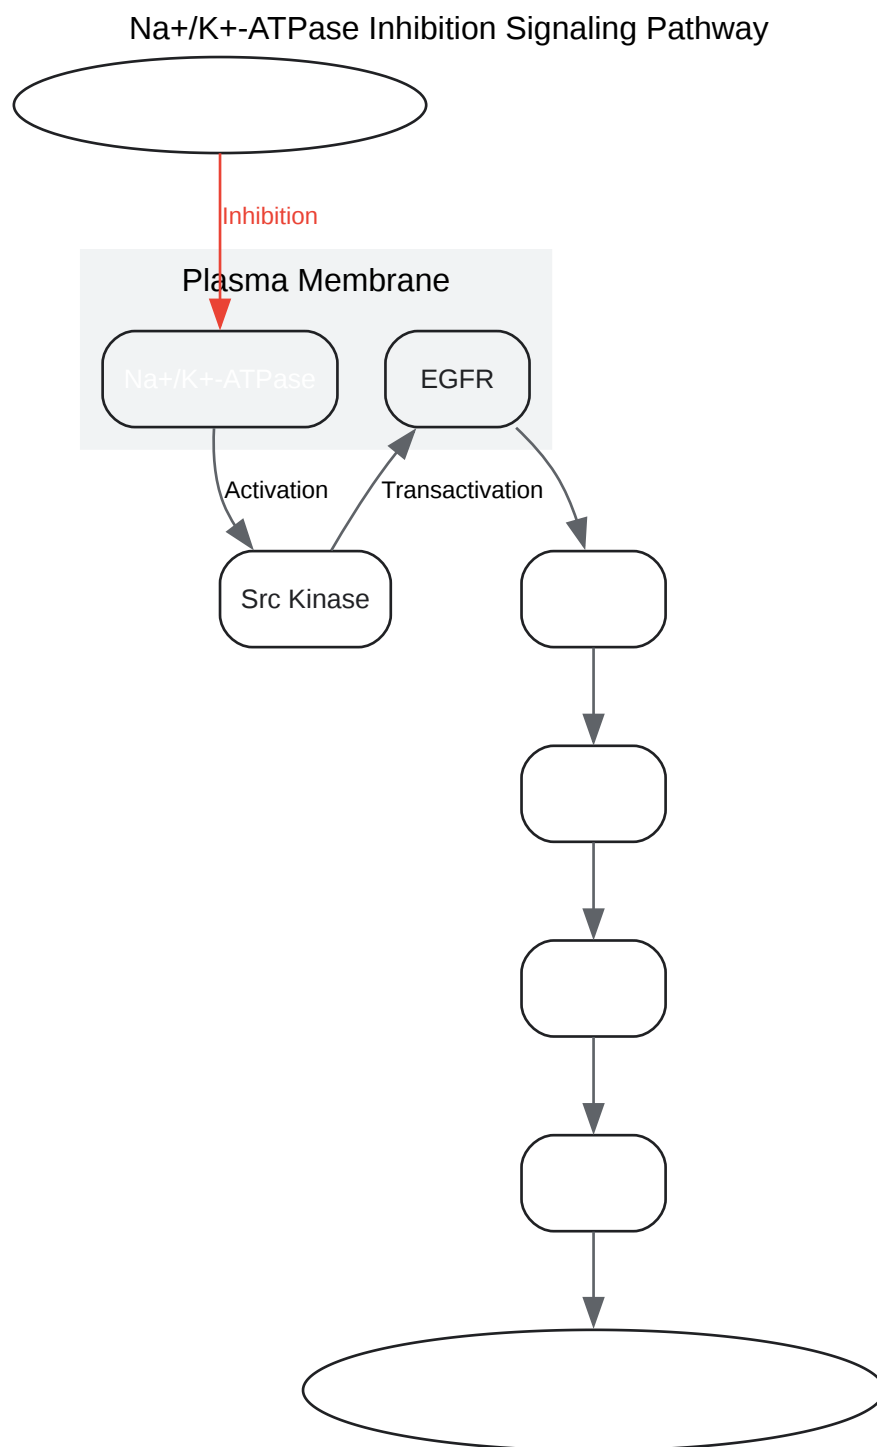 Na+/K+-ATPase Inhibition Signaling Pathway
Inhibition
Plasma Membrane
Na+/K+-ATPase
EGFR
Activation
Transactivation
Src Kinase